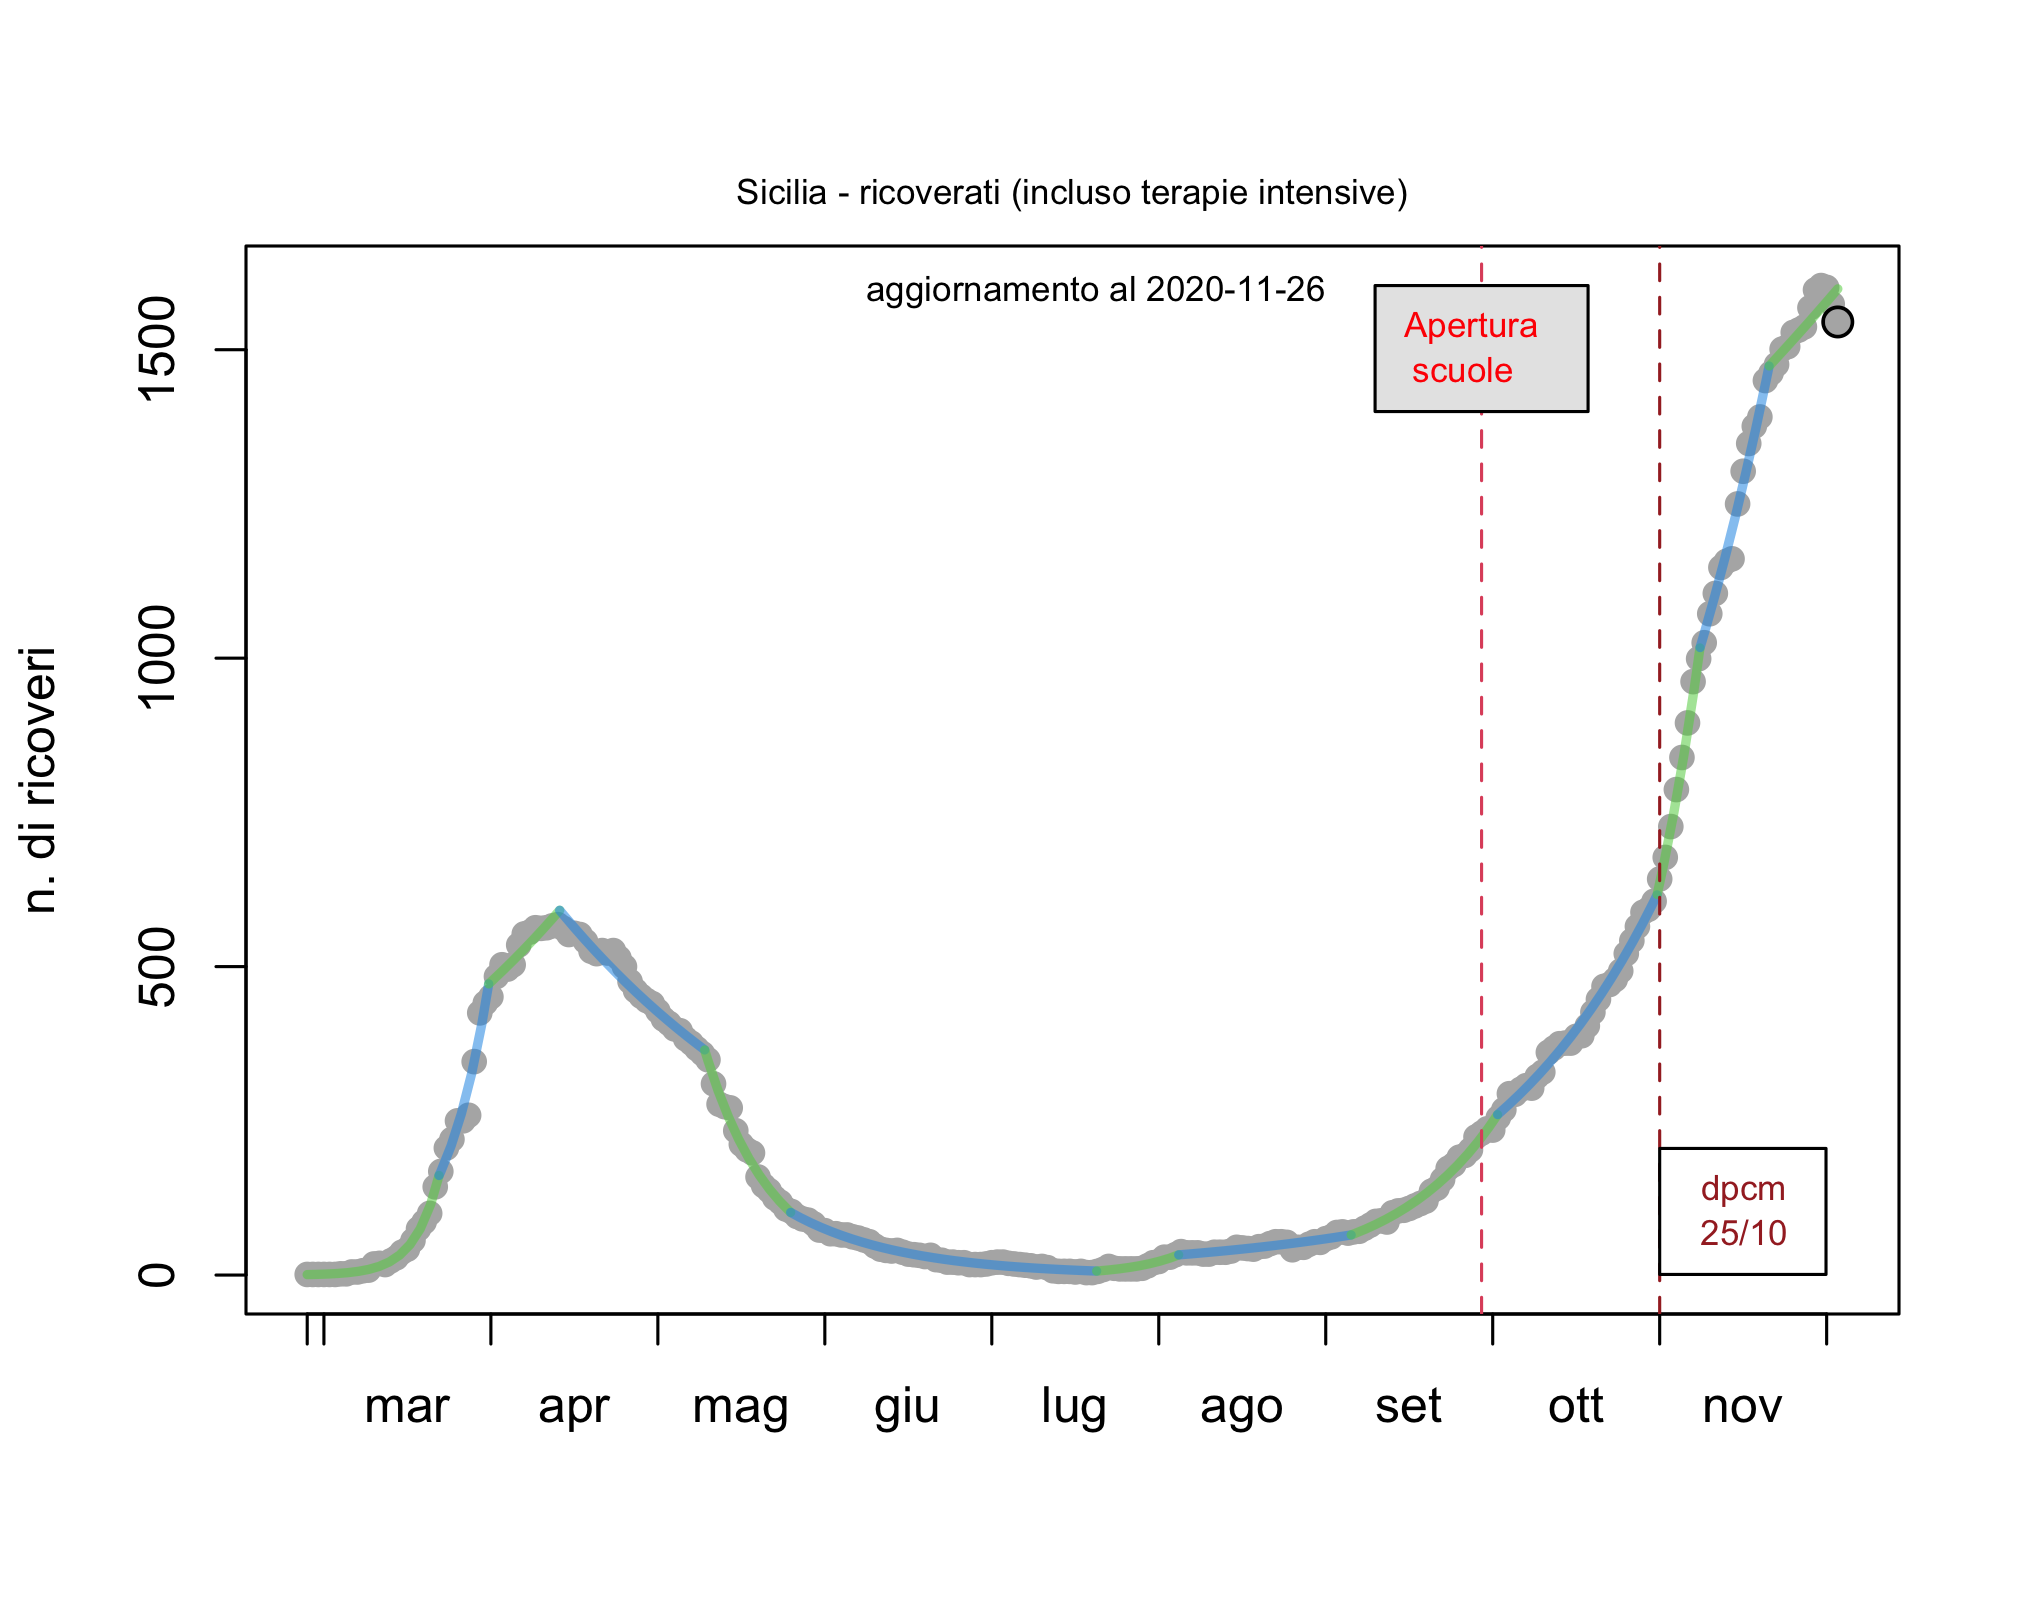 Sicilia - ricoverati (incluso terapie intensive)
aggiornamento al 2020-11-26
Apertura
scuole
dpcm
25/10
n. di ricoveri
1500
1000
500
0
mar apr mag giu lug ago set ott nov